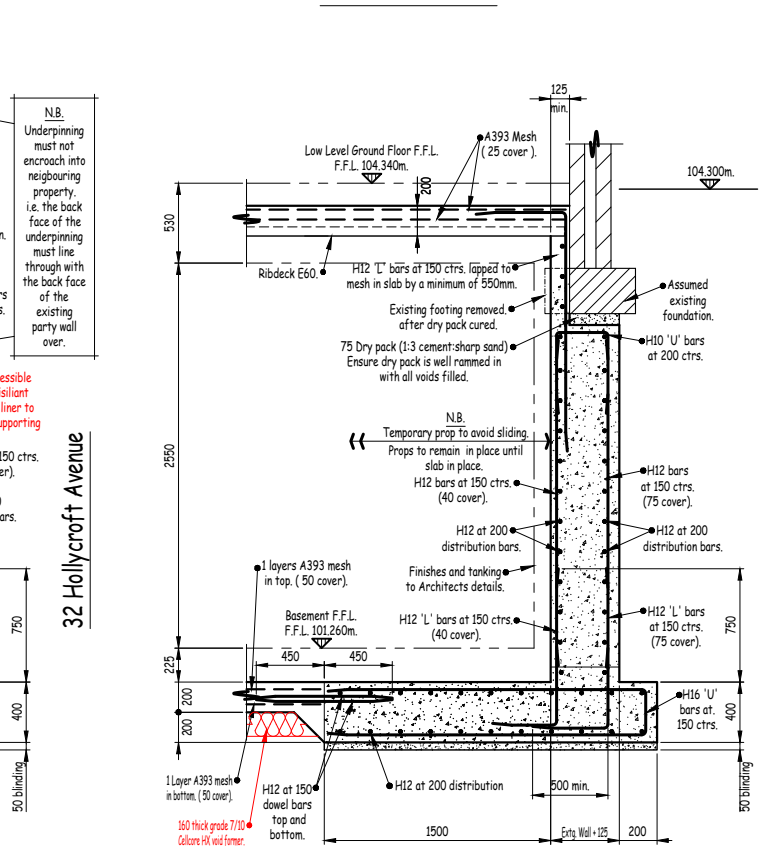 N.B.
Underpinning
must not
encroach into
neigbouring
property.
i.e. the back
face of the
underpinning
must line
through with
the back face
of the
existing
party wall
over.
essible
siliant
liner to
upporting
150 ctrs.
er).
ars.
32 Hollycroft Avenue
750
400
50 blinding
125
min.
A393 Mesh
( 25 cover ).
Low Level Ground Floor F.F.L.
F.F.L. 104,340m.
200
104.300m.
530
Ribdeck E60.
H12 'L' bars at 150 ctrs. lapped to
mesh in slab by a minimum of 550mm.
Existing footing removed.
after dry pack cured.
Assumed
existing
foundation.
75 Dry pack (1:3 cement:sharp sand)
Ensure dry pack is well rammed in
with all voids filled.
H10 'U' bars
at 200 ctrs.
2550
N.B.
Temporary prop to avoid sliding.
Props to remain in place until
slab in place.
H12 bars at 150 ctrs.
(40 cover).
H12 bars
at 150 ctrs.
(75 cover).
H12 at 200
distribution bars.
H12 at 200
distribution bars.
1 layers A393 mesh
in top. ( 50 cover).
Finishes and tanking
to Architects details.
Basement F.F.L.
F.F.L. 101,260m.
H12 'L' bars at 150 ctrs.
(40 cover).
H12 'L' bars
at 150 ctrs.
(75 cover).
750
225
450
450
200
200
H16 'U'
bars at.
150 ctrs.
400
1 Layer A393 mesh
in bottom. ( 50 cover).
H12 at 150
dowel bars
top and
bottom.
H12 at 200 distribution
500 min.
50 blinding
160 thick grade 7/10
Cellcore HX void former.
1500
Extg. Wall + 125
200